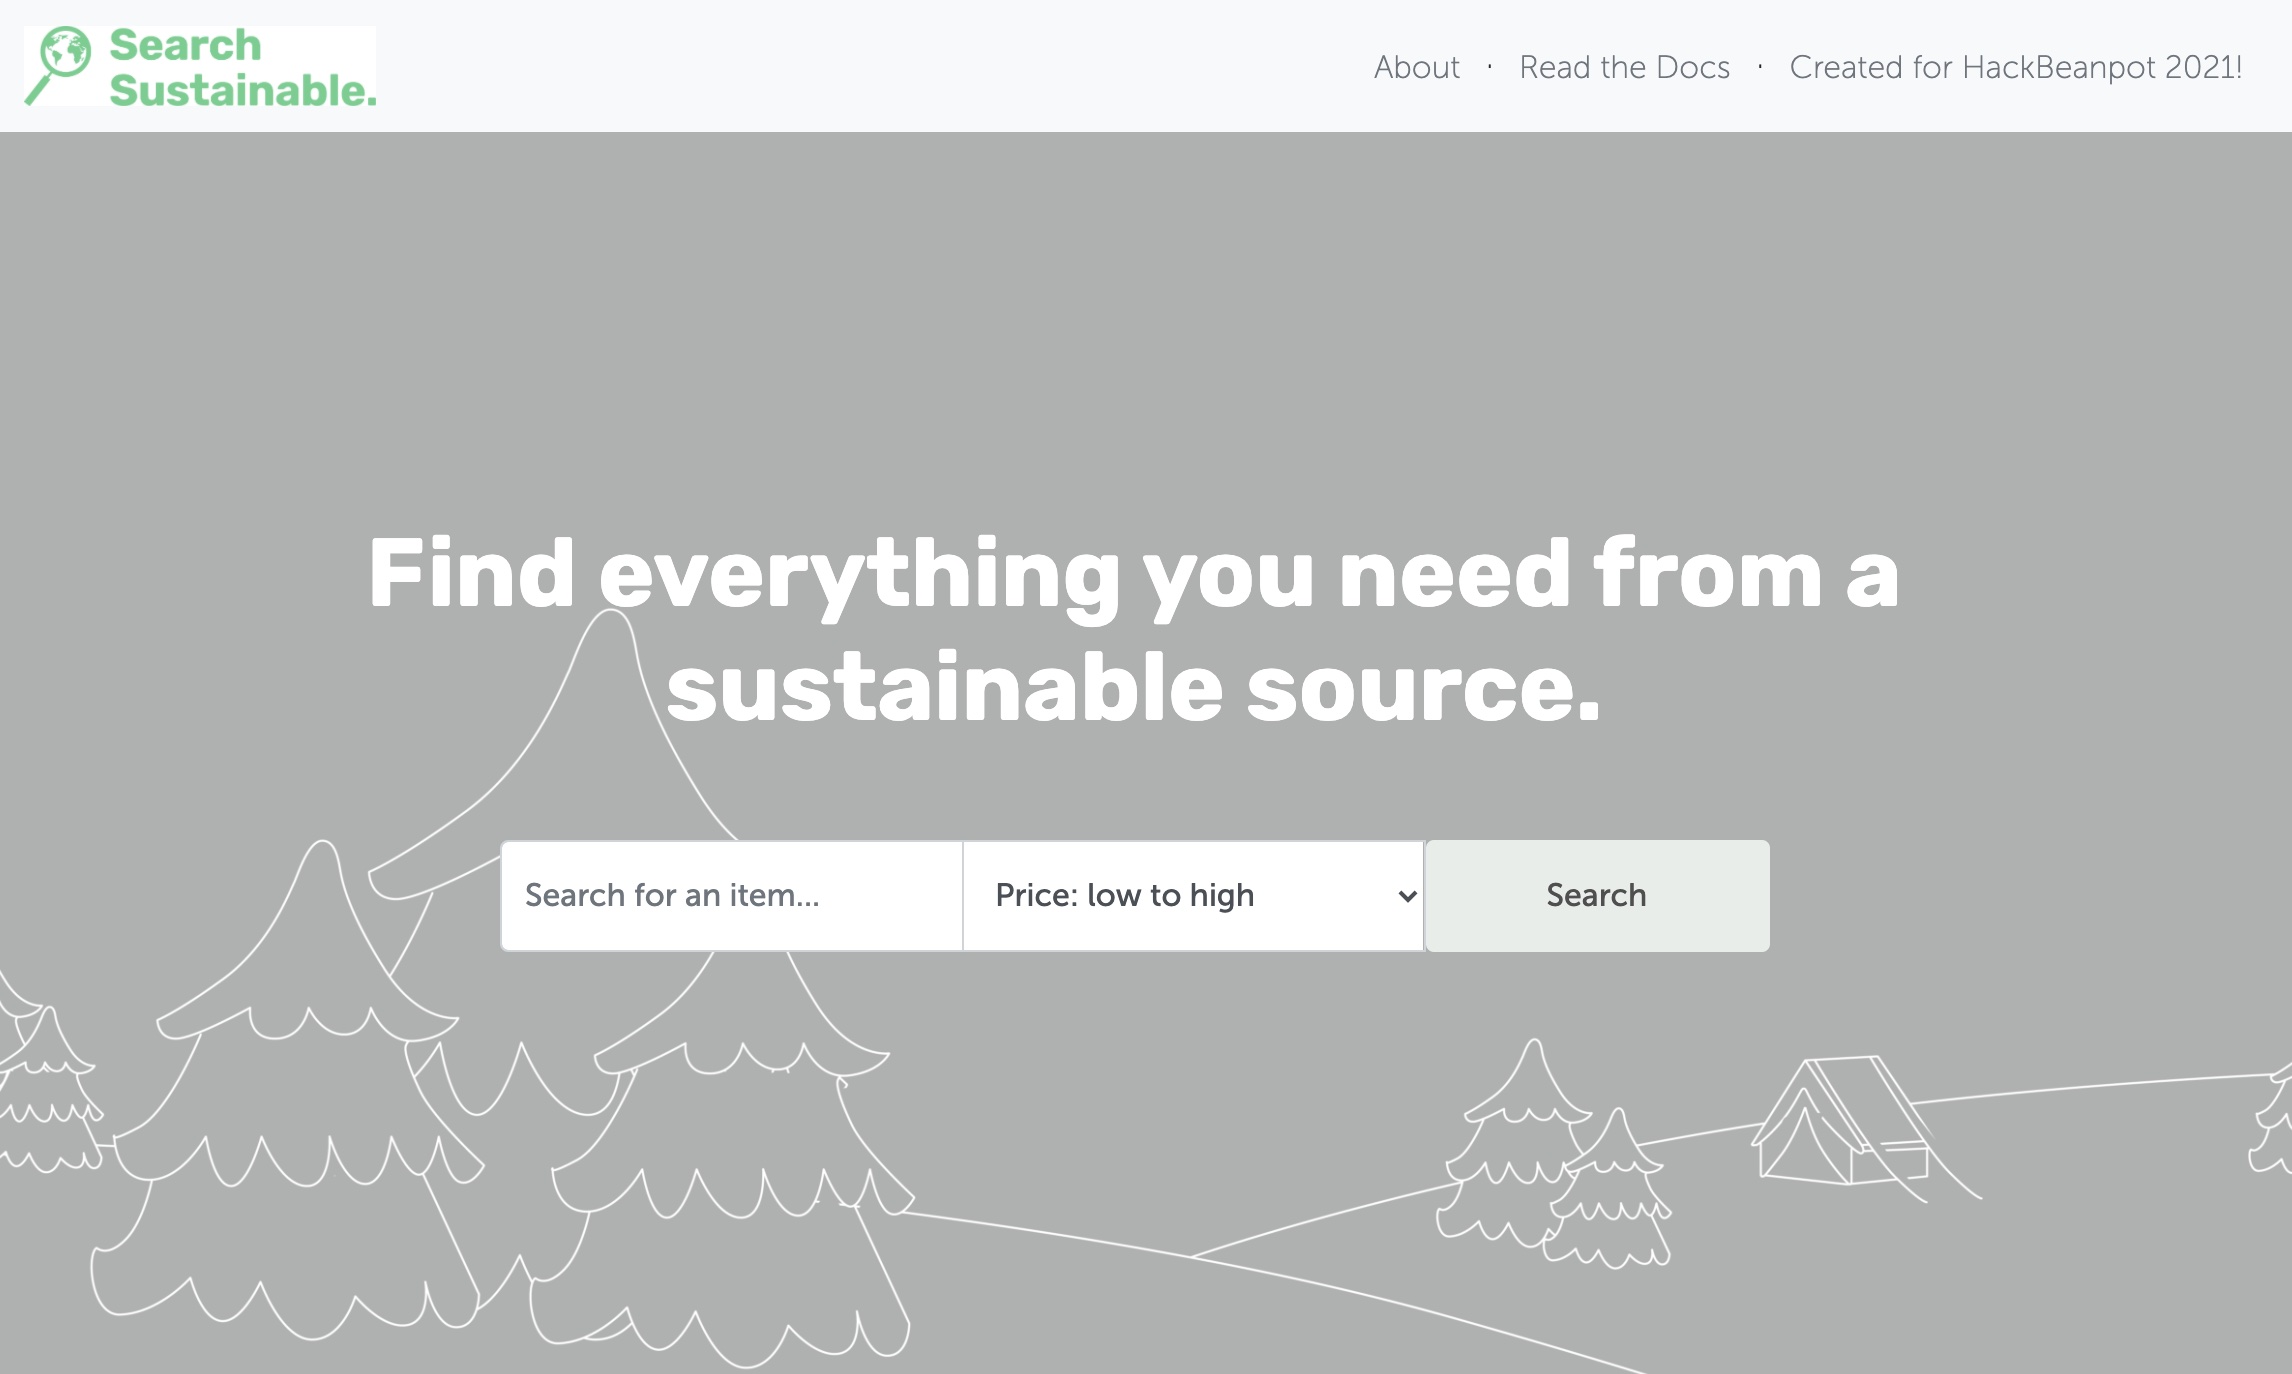 Search
Sustainable.
About · Read the Docs · Created for HackBeanpot 2021!
Find everything you need from a
sustainable source.
Search for an item...
Price: low to high
Search